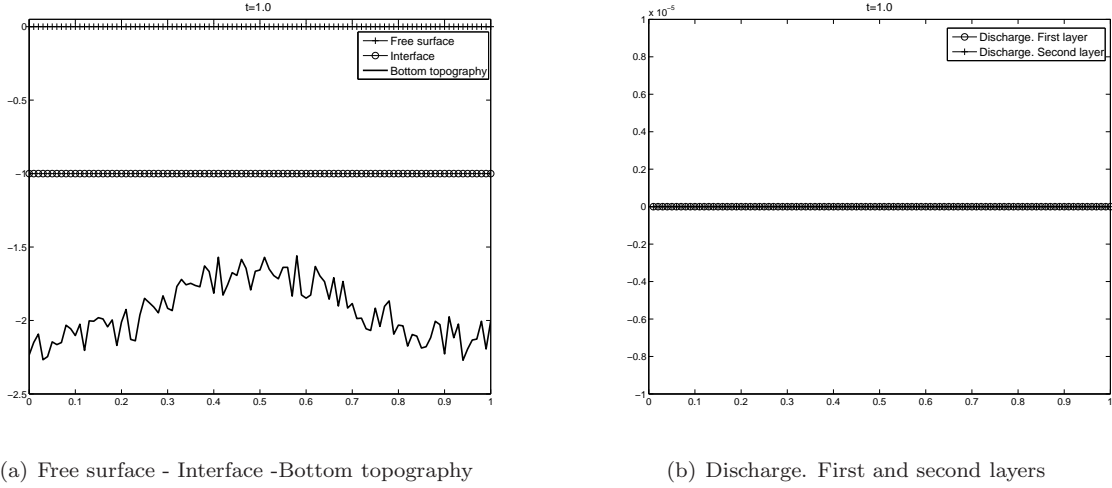 t=1.0
Free surface
Interface
Bottom topography
0
−0.5
−1
−1.5
−2
−2.5
0 0.1 0.2 0.3 0.4 0.5 0.6 0.7 0.8 0.9 1
x 10⁻⁵
t=1.0
Discharge. First layer
Discharge. Second layer
1
0.8
0.6
0.4
0.2
0
−0.2
−0.4
−0.6
−0.8
−1
0 0.1 0.2 0.3 0.4 0.5 0.6 0.7 0.8 0.9 1
(a) Free surface - Interface -Bottom topography
(b) Discharge. First and second layers